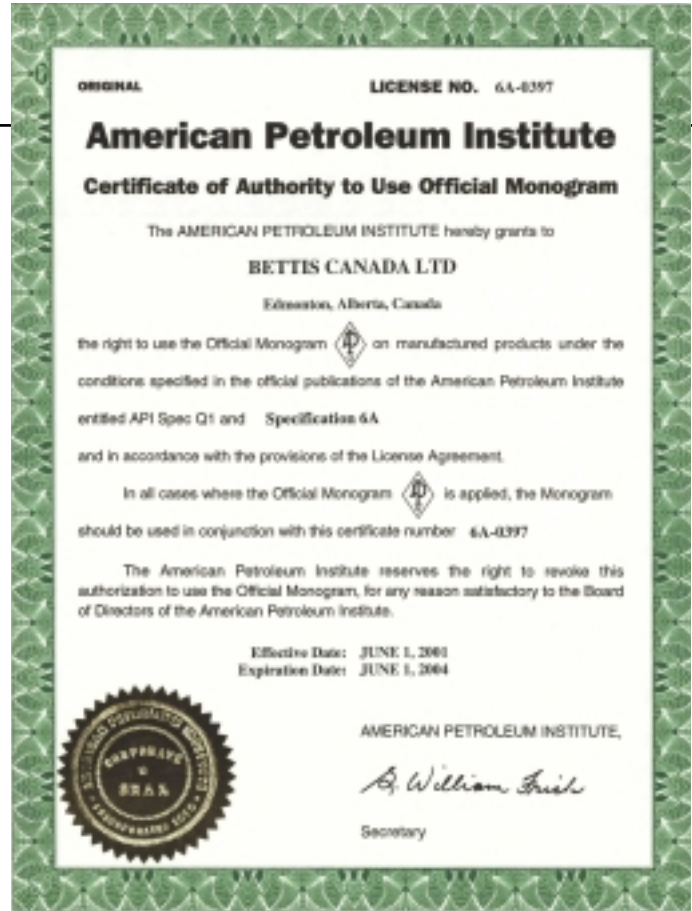 ORIGINAL LICENSE NO. 6A-0397
American Petroleum Institute
Certificate of Authority to Use Official Monogram
The AMERICAN PETROLEUM INSTITUTE hereby grants to
BETTIS CANADA LTD
Edmonton, Alberta, Canada
the right to use the Official Monogram on manufactured products under the
conditions specified in the official publications of the American Petroleum Institute
entitled API Spec Q1 and Specification 6A
and in accordance with the provisions of the License Agreement.
In all cases where the Official Monogram is applied, the Monogram
should be used in conjunction with this certificate number 6A-0397
The American Petroleum Institute reserves the right to revoke this
authorization to use the Official Monogram, for any reason satisfactory to the Board
of Directors of the American Petroleum Institute.
Effective Date: JUNE 1, 2001
Expiration Date: JUNE 1, 2004
AMERICAN PETROLEUM INSTITUTE
CORPORATE
SEAL
AMERICAN PETROLEUM INSTITUTE,
Secretary